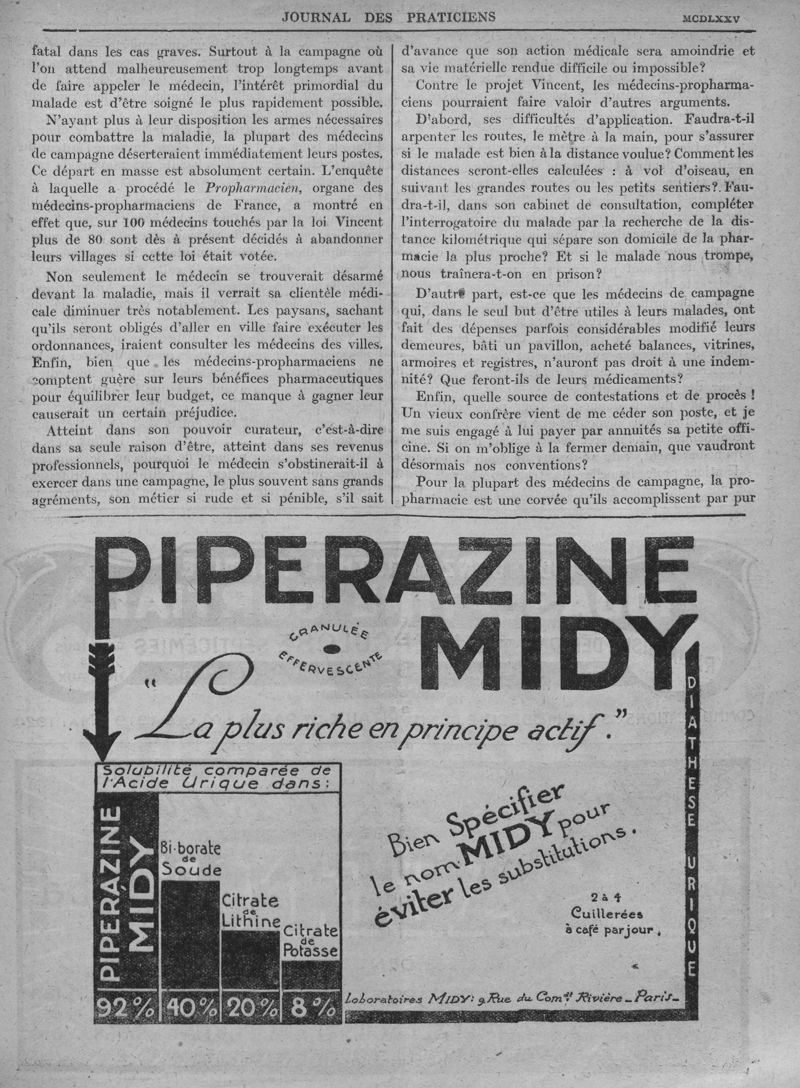 JOURNAL DES PRATICIENS
MCDLXXV
fatal dans les cas graves. Surtout à la campagne où
l'on attend malheureusement trop longtemps avant
de faire appeler le médecin, l'intérêt primordial du
malade est d'être soigné le plus rapidement possible.
N'ayant plus à leur disposition les armes nécessaires
pour combattre la maladie, la plupart des médecins
de campagne déserteraient immédiatement leurs postes.
Ce départ en masse est absolument certain. L'enquête
à laquelle a procédé le Propharmacien, organe des
médecins-propharmaciens de France, a montré en
effet que, sur 100 médecins touchés par la loi Vincent
plus de 80 sont dès à présent décidés à abandonner
leurs villages si cette loi était votée.
Non seulement le médecin se trouverait désarmé
devant la maladie, mais il verrait sa clientèle médi-
cale diminuer très notablement. Les paysans, sachant
qu'ils seront obligés d'aller en ville faire exécuter les
ordonnances, iraient consulter les médecins des villes.
Enfin, bien que les médecins-propharmaciens ne
comptent guère sur leurs bénéfices pharmaceutiques
pour équilibrer leur budget, ce manque à gagner leur
causerait un certain préjudice.
Atteint dans son pouvoir curateur, c'est-à-dire
dans sa seule raison d'être, atteint dans ses revenus
professionnels, pourquoi le médecin s'obstinerait-il à
exercer dans une campagne, le plus souvent sans grands
agréments, son métier si rude et si pénible, s'il sait
d'avance que son action médicale sera amoindrie et
sa vie matérielle rendue difficile ou impossible?
Contre le projet Vincent, les médecins-propharma-
ciens pourraient faire valoir d'autres arguments.
D'abord, ses difficultés d'application. Faudra-t-il
arpenter les routes, le mètre à la main, pour s'assurer
si le malade est bien à la distance voulue? Comment les
distances seront-elles calculées : à vol d'oiseau, en
suivant les grandes routes ou les petits sentiers?. Fau-
dra-t-il, dans son cabinet de consultation, compléter
l'interrogatoire du malade par la recherche de la dis-
tance kilométrique qui sépare son domicile de la phar-
macie la plus proche? Et si le malade nous trompe,
nous traînera-t-on en prison?
D'autre part, est-ce que les médecins de campagne
qui, dans le seul but d'être utiles à leurs malades, ont
fait des dépenses parfois considérables modifié leurs
demeures, bâti un pavillon, acheté balances, vitrines,
armoires et registres, n'auront pas droit à une indem-
nité? Que feront-ils de leurs médicaments?
Enfin, quelle source de contestations et de procès !
Un vieux confrère vient de me céder son poste, et je
me suis engagé à lui payer par annuités sa petite offi-
cine. Si on m'oblige à la fermer demain, que vaudront
désormais nos conventions?
Pour la plupart des médecins de campagne, la pro-
pharmacie est une corvée qu'ils accomplissent par pur
PIPERAZINE
MIDY
GRANULÉE
EFFERVESCENTE
"La plus riche en principe actif."
DIATHESE URIQUE
Solubilité comparée de
l'Acide Urique dans:
PIPERAZINE
MIDY
Bi-borate
de
Soude
Citrate
de
Lithine
Citrate
de
Potasse
92% 40% 20% 8%
Bien Spécifier
le nom MIDY pour
éviter les substitutions.
2 à 4
Cuillerées
à café par jour.
Laboratoires MIDY: 9 Rue du Comt Rivière - Paris -